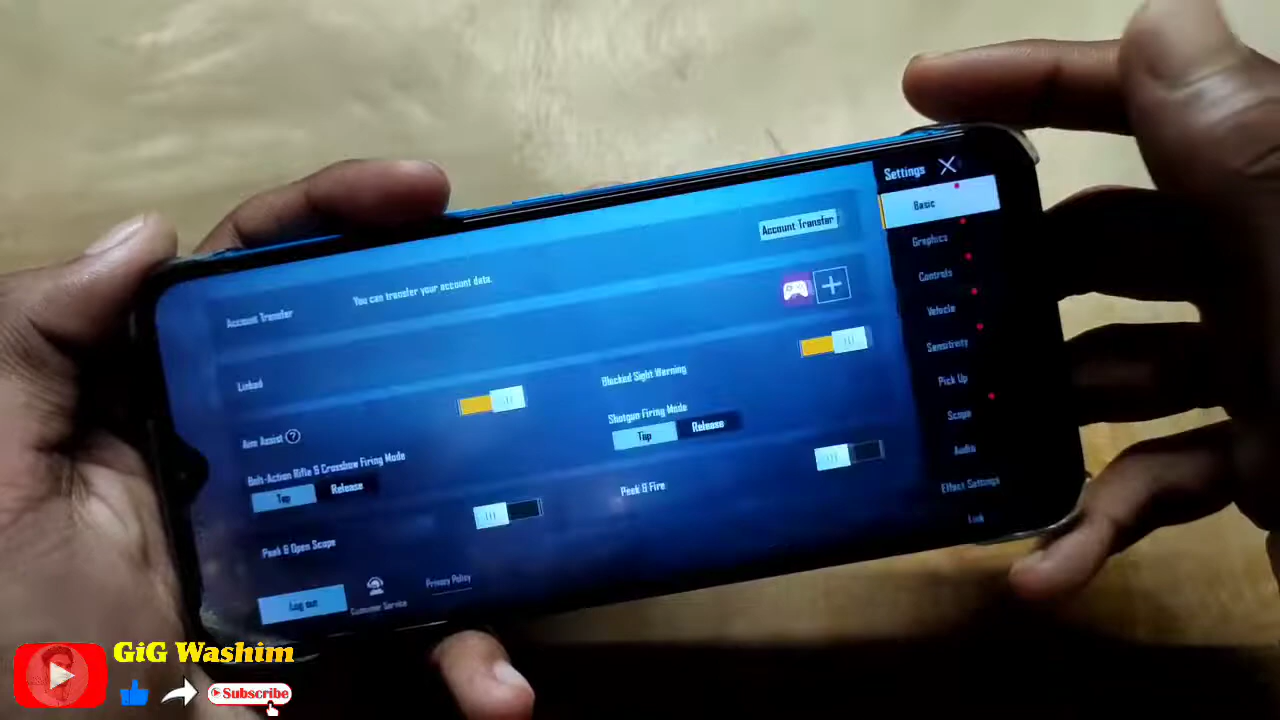 Settings
Basic
Account Transfer
Graphics
Account Transfer
You can transfer your account data.
Controls
Vehicle
Linked
Blocked Sight Warning
Sensitivity
Aim Assist ?
Shotgun Firing Mode
Tap Release
Pick Up
Bolt-Action Rifle & Crossbow Firing Mode
Tap Release
Scope
Peek & Open Scope
Peek & Fire
Audio
Effect Settings
Log out
Customer Service
Privacy Policy
GiG Washim
Subscribe